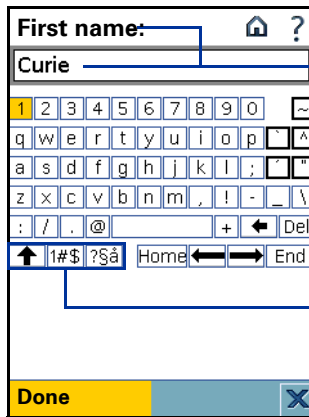 First name: ?
Curie
1 2 3 4 5 6 7 8 9 0 ~
q w e r t y u i o p ` ^
a s d f g h j k l ; ´ "
z x c v b n m , ! - _ \
: / . @ + ← Del
↑ 1#$ ?§å Home ← → End
Done X